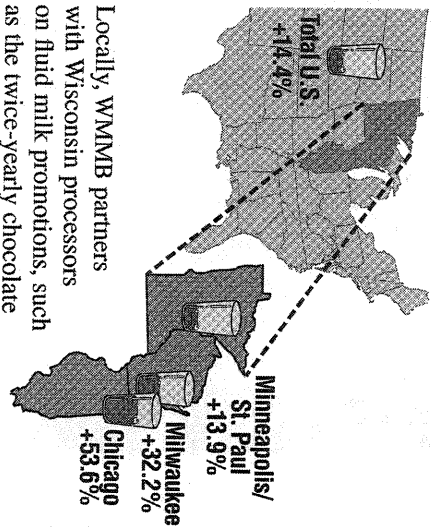 Total U.S.
+14.4%
Minneapolis/
St. Paul
+13.9%
Milwaukee
+32.2%
Chicago
+53.6%
Locally, WMMB partners
with Wisconsin processors
on fluid milk promotions, such
as the twice-yearly chocolate